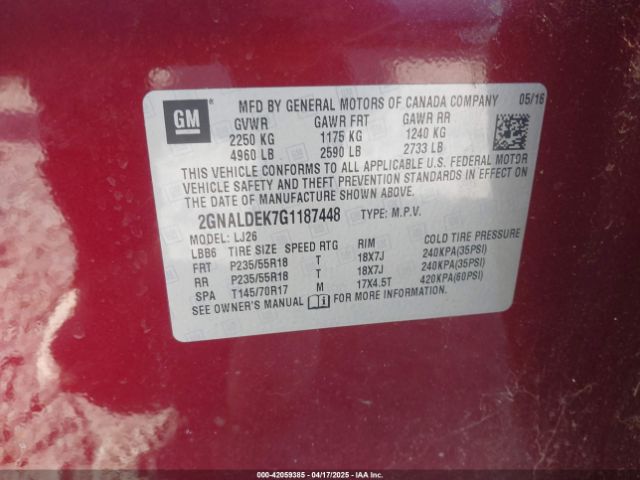 GM
MFD BY GENERAL MOTORS OF CANADA COMPANY 05/16
GVWR GAWR FRT GAWR RR
2250 KG 1175 KG 1240 KG
4960 LB 2590 LB 2733 LB
THIS VEHICLE CONFORMS TO ALL APPLICABLE U.S. FEDERAL MOTOR
VEHICLE SAFETY AND THEFT PREVENTION STANDARDS IN EFFECT ON
THE DATE OF MANUFACTURE SHOWN ABOVE.
2GNALDEK7G1187448 TYPE: M.P.V.
MODEL: LJ26
LBB6 TIRE SIZE SPEED RTG RIM COLD TIRE PRESSURE
FRT P235/55R18 T 18X7J 240KPA(35PSI)
RR P235/55R18 T 18X7J 240KPA(35PSI)
SPA T145/70R17 M 17X4.5T 420KPA(60PSI)
SEE OWNER'S MANUAL FOR MORE INFORMATION.
000-42059385 - 04/17/2025 - IAAI, Inc.